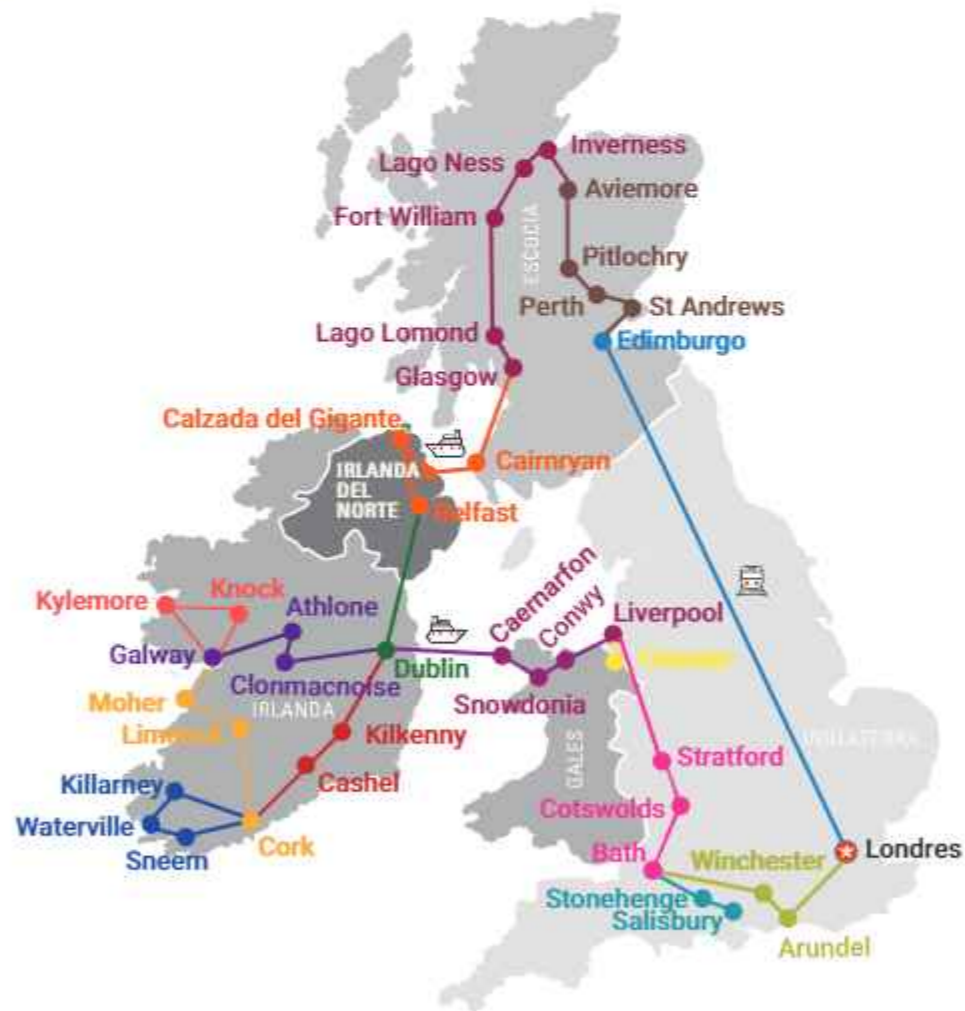 Inverness
Lago Ness
Aviemore
Fort William
ESCOCIA
Pitlochry
Perth
St Andrews
Lago Lomond
Edimburgo
Glasgow
Calzada del Gigante
Cairnryan
IRLANDA
DEL
NORTE
Belfast
Caernarfon
Conwy
Liverpool
Knock
Kylemore
Athlone
Galway
Dublin
Clonmacnoise
Snowdonia
Moher
IRLANDA
Limerick
Kilkenny
INGLATERRA
GALES
Stratford
Cashel
Killarney
Cotswolds
Waterville
Sneem
Cork
Bath
Winchester
Londres
Stonehenge
Salisbury
Arundel